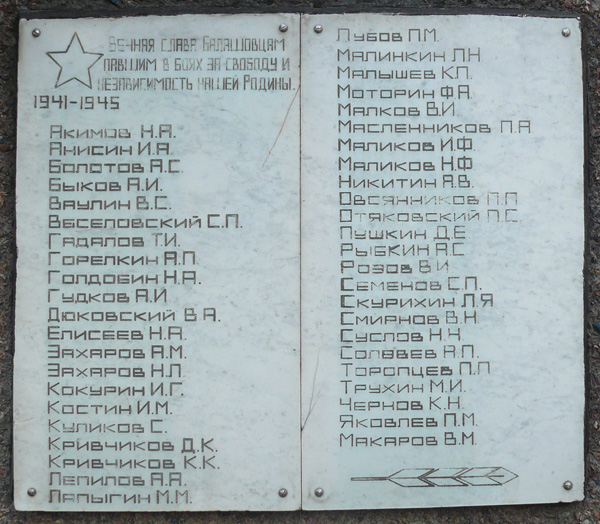 Вечная слава балашовцам
павшим в боях за свободу и
независимость нашей Родины.
1941-1945
Акимов Н.А.
Анисин И.А.
Болотов А.С.
Быков А.И.
Ваулин В.С.
Веселовский С.П.
Гадалов Т.И.
Горелкин А.П.
Голдобин Н.А.
Гудков А.И
Дюковский В.А.
Елисеев Н.А.
Захаров А.М.
Захаров Н.П.
Кокурин И.Г.
Костин И.М.
Куликов С.
Кривчиков Д.К.
Кривчиков К.К.
Лепилов А.А.
Лапыгин М.М.
Лубов П.М.
Малинкин Л.Н
Малышев К.П.
Моторин Ф.А.
Малков В.И.
Масленников П.А.
Маликов И.Ф.
Маликов Н.Ф
Никитин А.В.
Овсянников П.П
Отяковский П.С.
Пушкин Д.Е
Рыбкин А.С
Розов В.И
Семенов С.П.
Скурихин Л.Я
Смирнов В.Н
Суслов Н.Н
Соловьев А.П.
Торопцев П.П
Трухин М.И.
Чернов К.Н.
Яковлев П.М.
Макаров В.М.